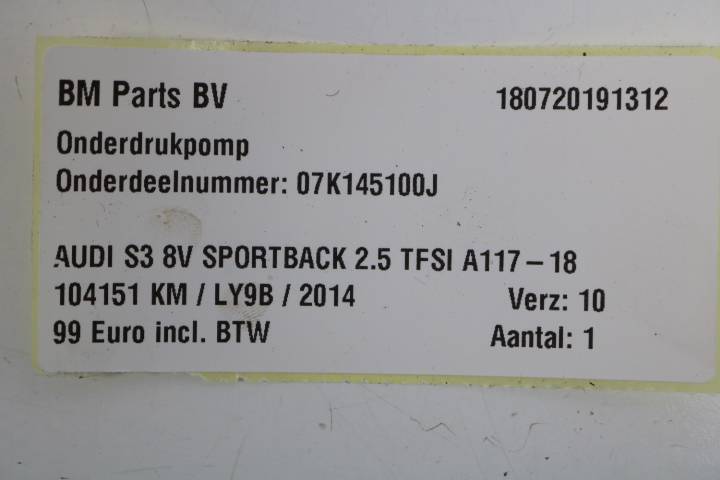 BM Parts BV 180720191312
Onderdrukpomp
Onderdeelnummer: 07K145100J
AUDI S3 8V SPORTBACK 2.5 TFSI A117-18
104151 KM / LY9B / 2014 Verz: 10
99 Euro incl. BTW Aantal: 1